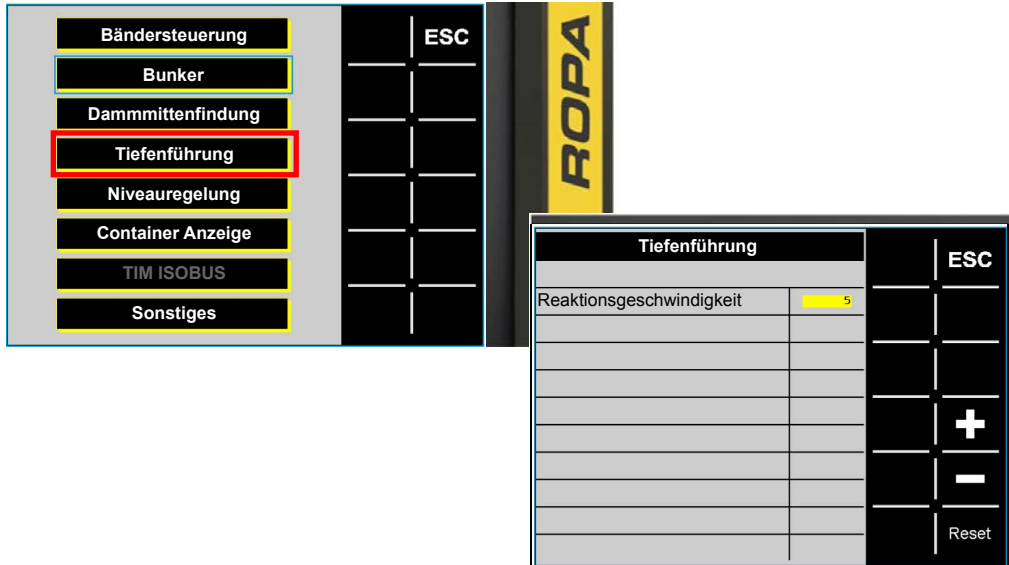 Bändersteuerung
ESC
Bunker
Dammmittenfindung
Tiefenführung
Niveauregelung
Container Anzeige
TIM ISOBUS
Sonstiges
ROPA
Tiefenführung
ESC
Reaktionsgeschwindigkeit 5
+
−
Reset